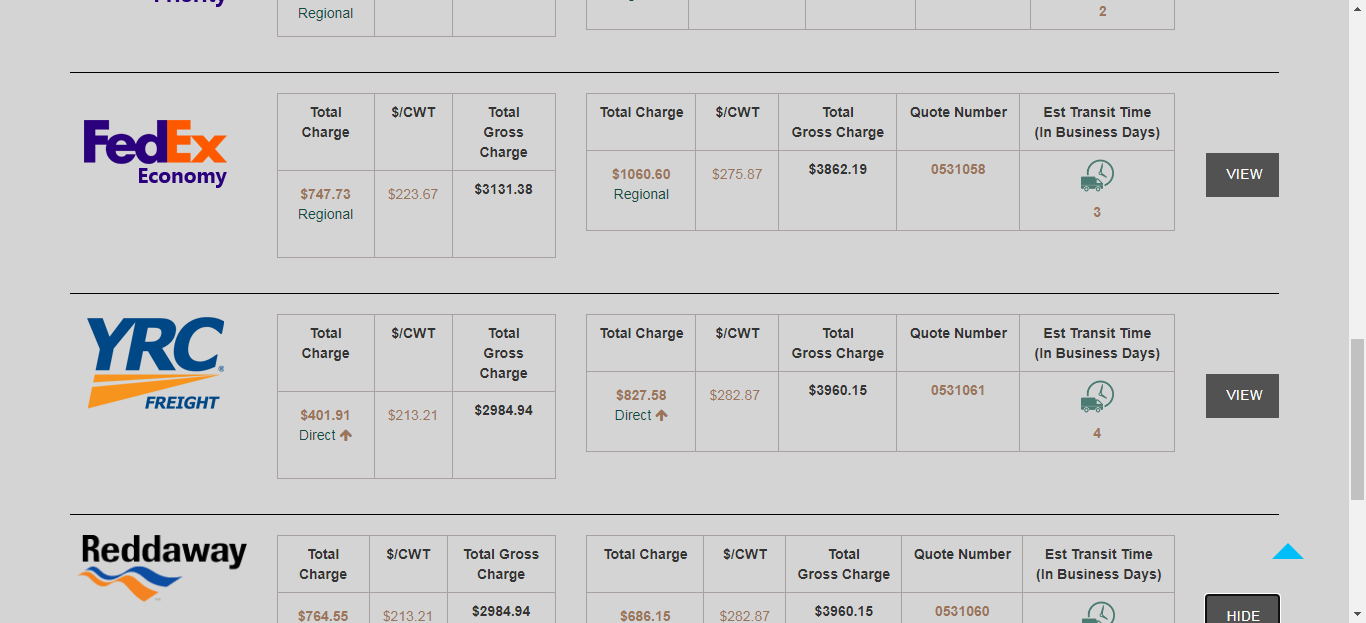 Priority
Regional
2
FedEx
Economy
Total
Charge
$/CWT
Total
Gross
Charge
$747.73
Regional
$223.67
$3131.38
Total Charge
$/CWT
Total
Gross Charge
Quote Number
Est Transit Time
(In Business Days)
$1060.60
Regional
$275.87
$3862.19
0531058
3
VIEW
YRC
FREIGHT
Total
Charge
$/CWT
Total
Gross
Charge
$401.91
Direct
$213.21
$2984.94
Total Charge
$/CWT
Total
Gross Charge
Quote Number
Est Transit Time
(In Business Days)
$827.58
Direct
$282.87
$3960.15
0531061
4
VIEW
Reddaway
Total
Charge
$/CWT
Total Gross
Charge
$764.55
$213.21
$2984.94
Total Charge
$/CWT
Total
Gross Charge
Quote Number
Est Transit Time
(In Business Days)
$686.15
$282.87
$3960.15
0531060
HIDE